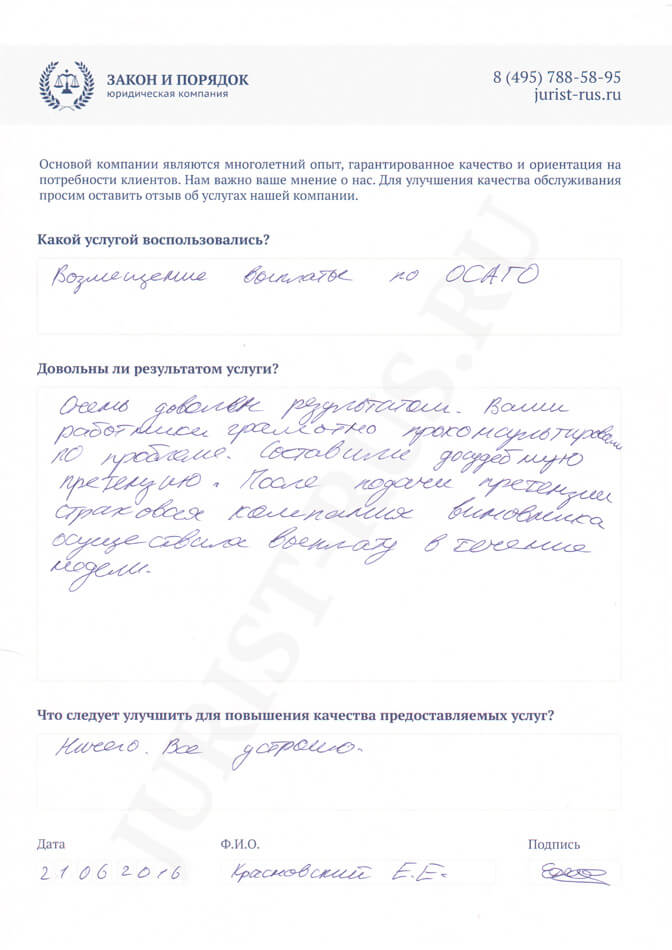 ЗАКОН И ПОРЯДОК
юридическая компания
8 (495) 788-58-95
jurist-rus.ru
Основой компании являются многолетний опыт, гарантированное качество и ориентация на
потребности клиентов. Нам важно ваше мнение о нас. Для улучшения качества обслуживания
просим оставить отзыв об услугах нашей компании.
Какой услугой воспользовались?
Возмещение выплаты по ОСАГО
Довольны ли результатом услуги?
Очень доволен результатом. Ваши
работники грамотно проконсультировали
по проблеме. Составили досудебную
претензию. После подачи претензии
страховая компания виновника
осуществила выплату в течение
недели.
Что следует улучшить для повышения качества предоставляемых услуг?
Ничего. Все устроило.
Дата
Ф.И.О.
Подпись
21 06 2016
Красновский Е.Е.
JURIST-RUS.RU